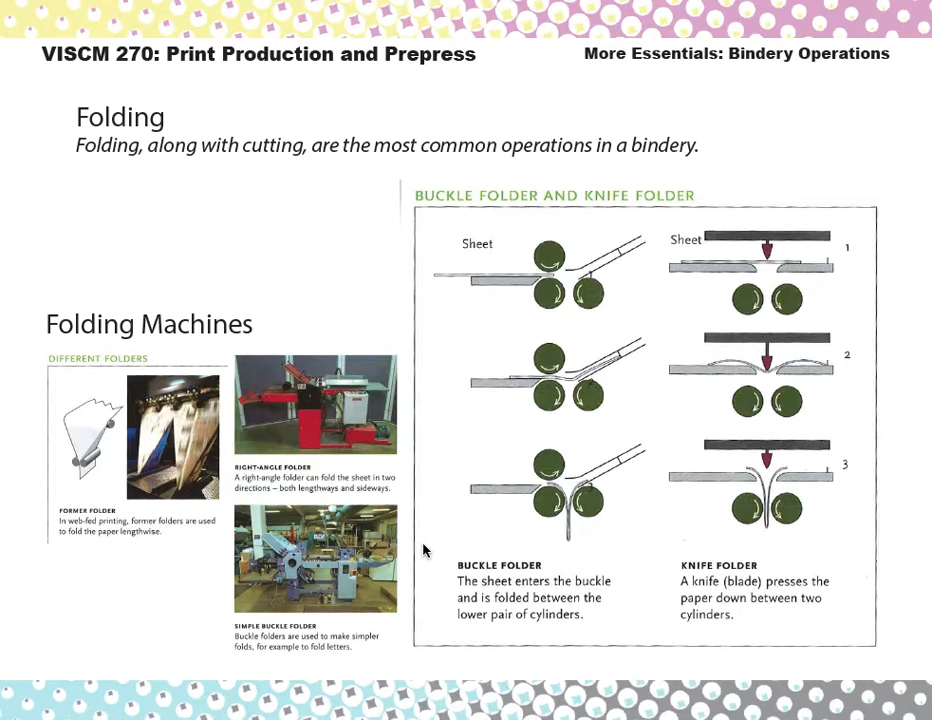 VISCM 270: Print Production and Prepress
More Essentials: Bindery Operations
Folding
Folding, along with cutting, are the most common operations in a bindery.
Folding Machines
DIFFERENT FOLDERS
FORMER FOLDER
In web-fed printing, former folders are used
to fold the paper lengthwise.
RIGHT-ANGLE FOLDER
A right-angle folder can fold the sheet in two
directions – both lengthways and sideways.
SIMPLE BUCKLE FOLDER
Buckle folders are used to make simpler
folds, for example to fold letters.
BUCKLE FOLDER AND KNIFE FOLDER
Sheet
Sheet
1
2
3
BUCKLE FOLDER
The sheet enters the buckle
and is folded between the
lower pair of cylinders.
KNIFE FOLDER
A knife (blade) presses the
paper down between two
cylinders.